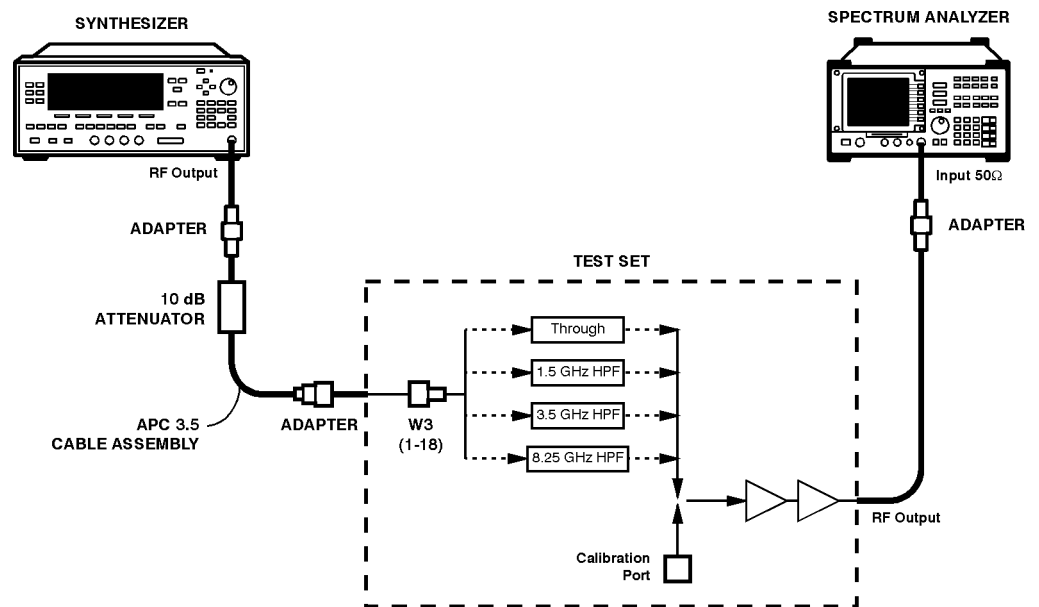 SYNTHESIZER
SPECTRUM ANALYZER
RF Output
Input 50Ω
ADAPTER
ADAPTER
TEST SET
10 dB
ATTENUATOR
Through
1.5 GHz HPF
3.5 GHz HPF
8.25 GHz HPF
ADAPTER
W3
(1-18)
APC 3.5
CABLE ASSEMBLY
RF Output
Calibration
Port